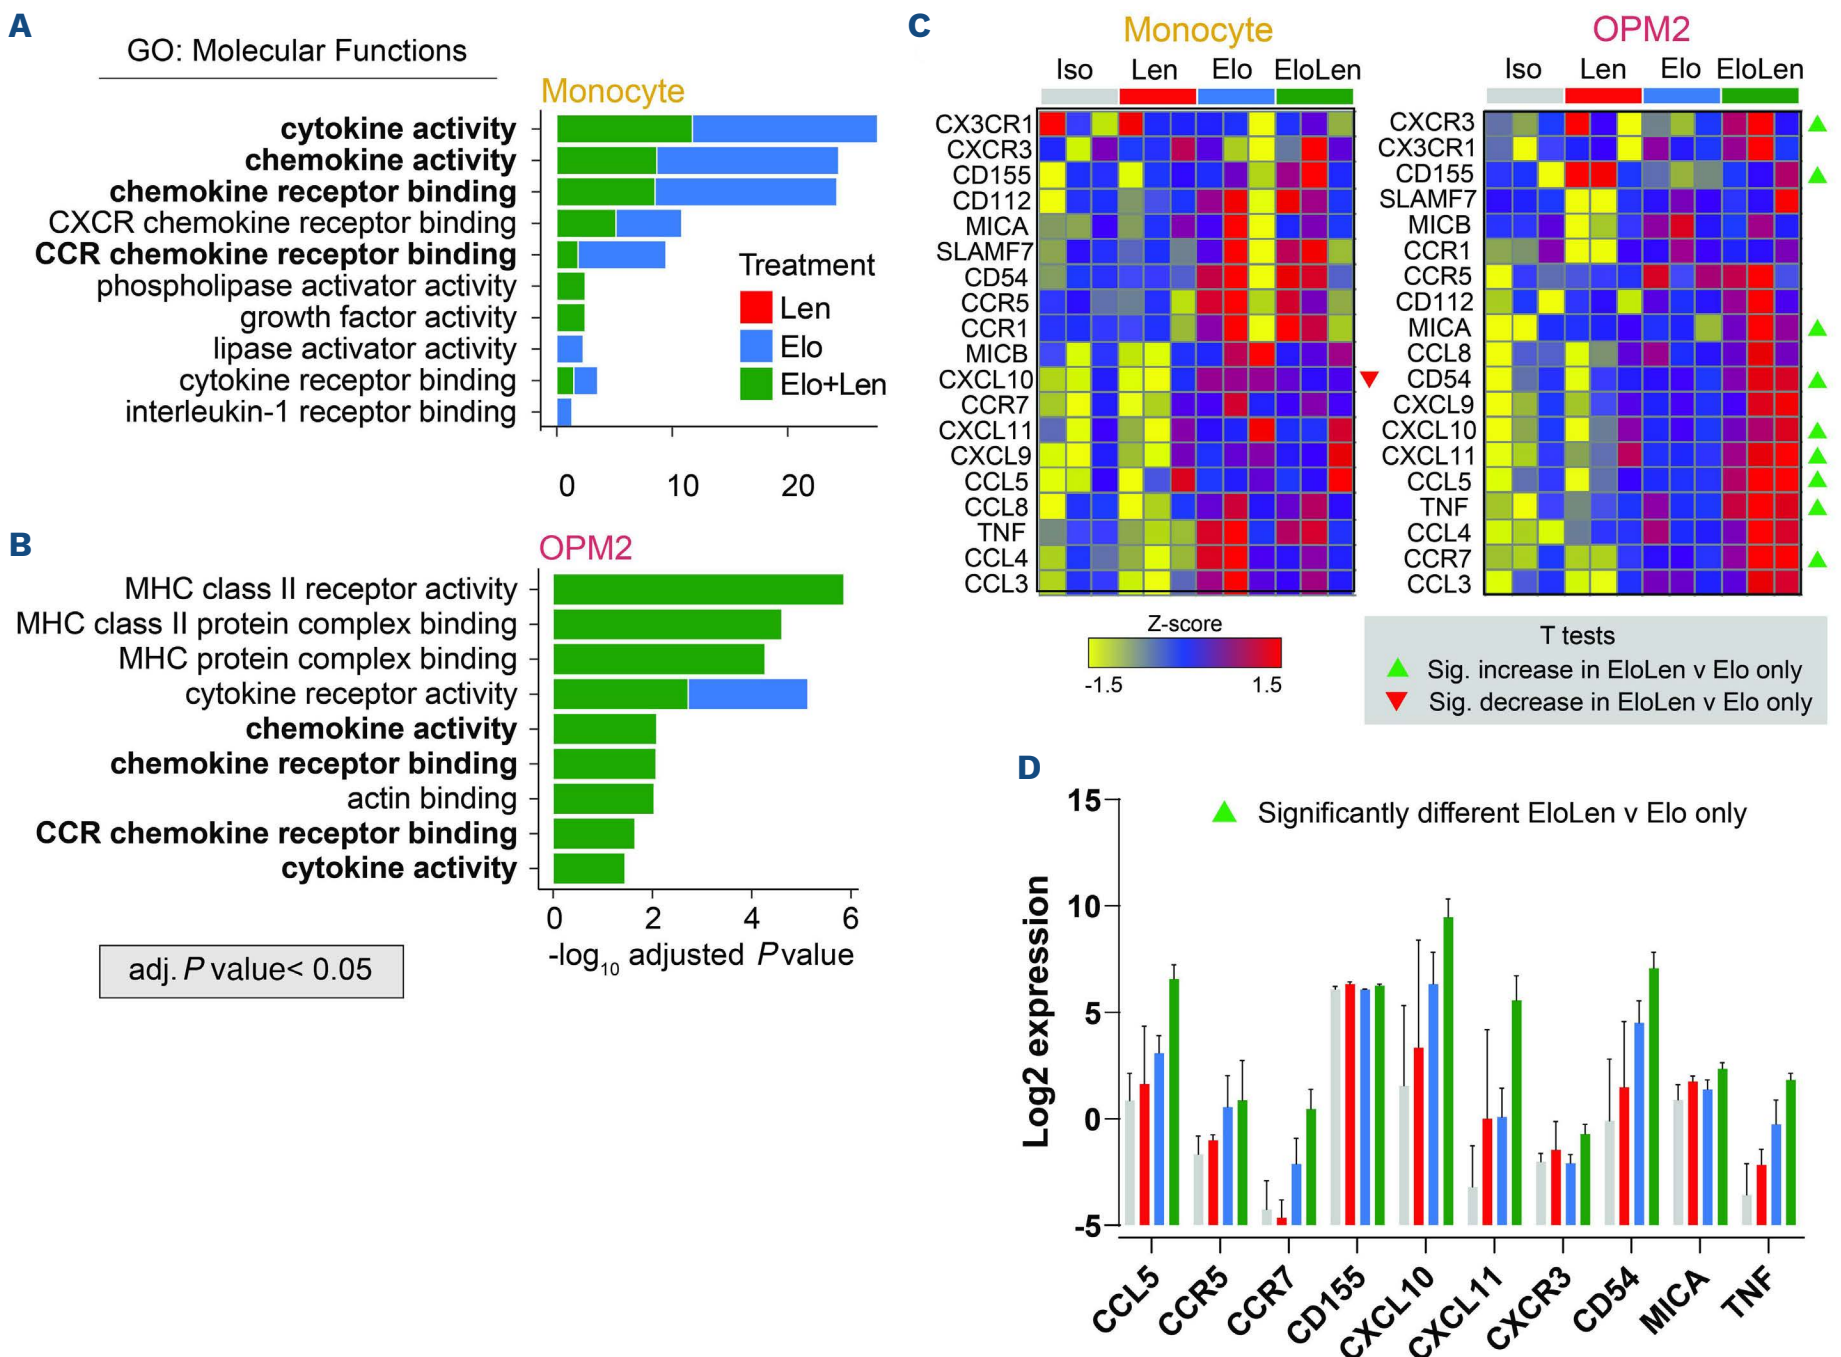 A
GO: Molecular Functions
Monocyte
cytokine activity
chemokine activity
chemokine receptor binding
CXCR chemokine receptor binding
CCR chemokine receptor binding
phospholipase activator activity
growth factor activity
lipase activator activity
cytokine receptor binding
interleukin-1 receptor binding
Treatment
Len
Elo
Elo+Len
0 10 20
B
OPM2
MHC class II receptor activity
MHC class II protein complex binding
MHC protein complex binding
cytokine receptor activity
chemokine activity
chemokine receptor binding
actin binding
CCR chemokine receptor binding
cytokine activity
0 2 4 6
-log10 adjusted P value
adj. P value< 0.05
C
Monocyte
Iso Len Elo EloLen
CX3CR1
CXCR3
CD155
CD112
MICA
SLAMF7
CD54
CCR5
CCR1
MICB
CXCL10
CCR7
CXCL11
CXCL9
CCL5
CCL8
TNF
CCL4
CCL3
OPM2
Iso Len Elo EloLen
CXCR3
CX3CR1
CD155
SLAMF7
MICB
CCR1
CCR5
CD112
MICA
CCL8
CD54
CXCL9
CXCL10
CXCL11
CCL5
TNF
CCL4
CCR7
CCL3
Z-score
-1.5 1.5
T tests
Sig. increase in EloLen v Elo only
Sig. decrease in EloLen v Elo only
D
Significantly different EloLen v Elo only
Log2 expression
15
10
5
0
-5
CCL5 CCR5 CCR7 CD155 CXCL10 CXCL11 CXCR3 CD54 MICA TNF